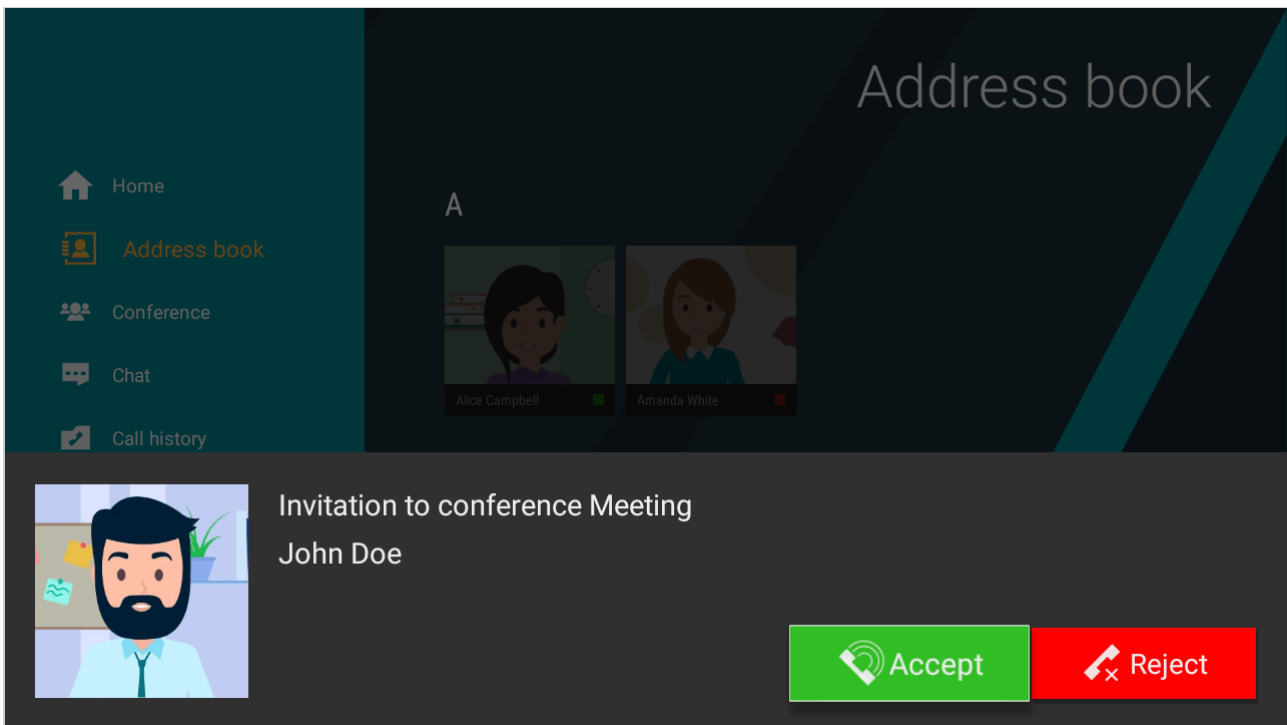 Address book
Home
Address book
Conference
Chat
Call history
A
Alice Campbell
Amanda White
Invitation to conference Meeting
John Doe
Accept
Reject